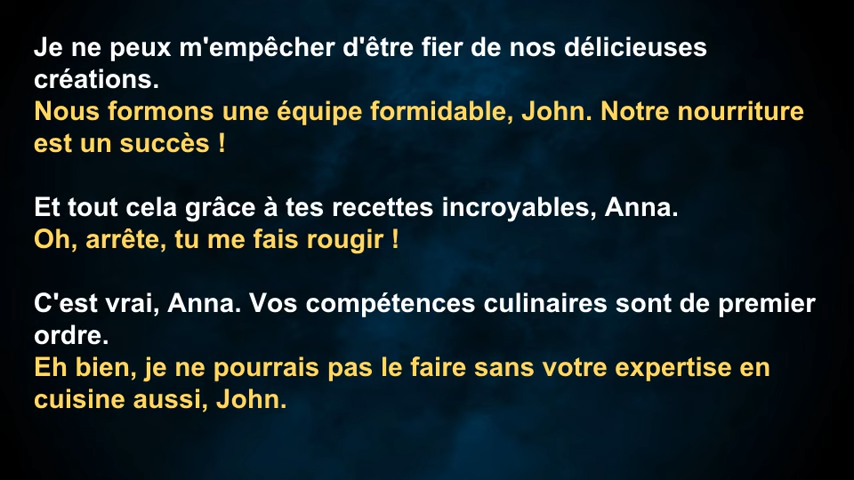 Je ne peux m'empêcher d'être fier de nos délicieuses
créations.
Nous formons une équipe formidable, John. Notre nourriture
est un succès !
Et tout cela grâce à tes recettes incroyables, Anna.
Oh, arrête, tu me fais rougir !
C'est vrai, Anna. Vos compétences culinaires sont de premier
ordre.
Eh bien, je ne pourrais pas le faire sans votre expertise en
cuisine aussi, John.